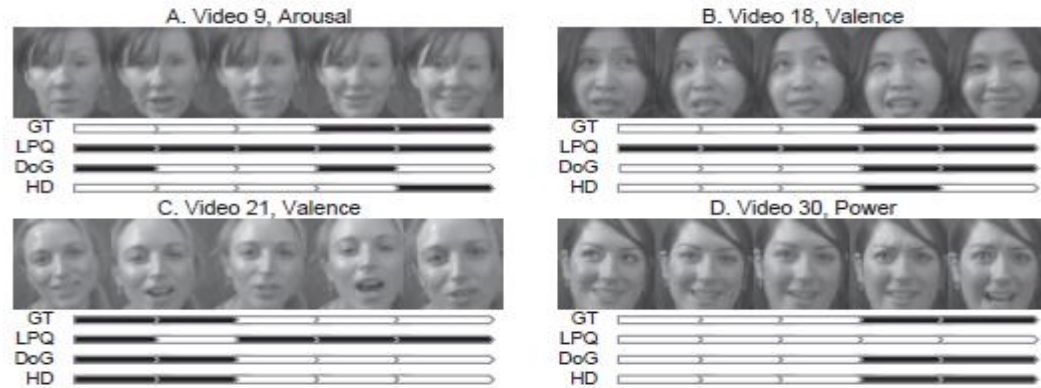 A. Video 9, Arousal
GT
LPQ
DoG
HD
B. Video 18, Valence
GT
LPQ
DoG
HD
C. Video 21, Valence
GT
LPQ
DoG
HD
D. Video 30, Power
GT
LPQ
DoG
HD